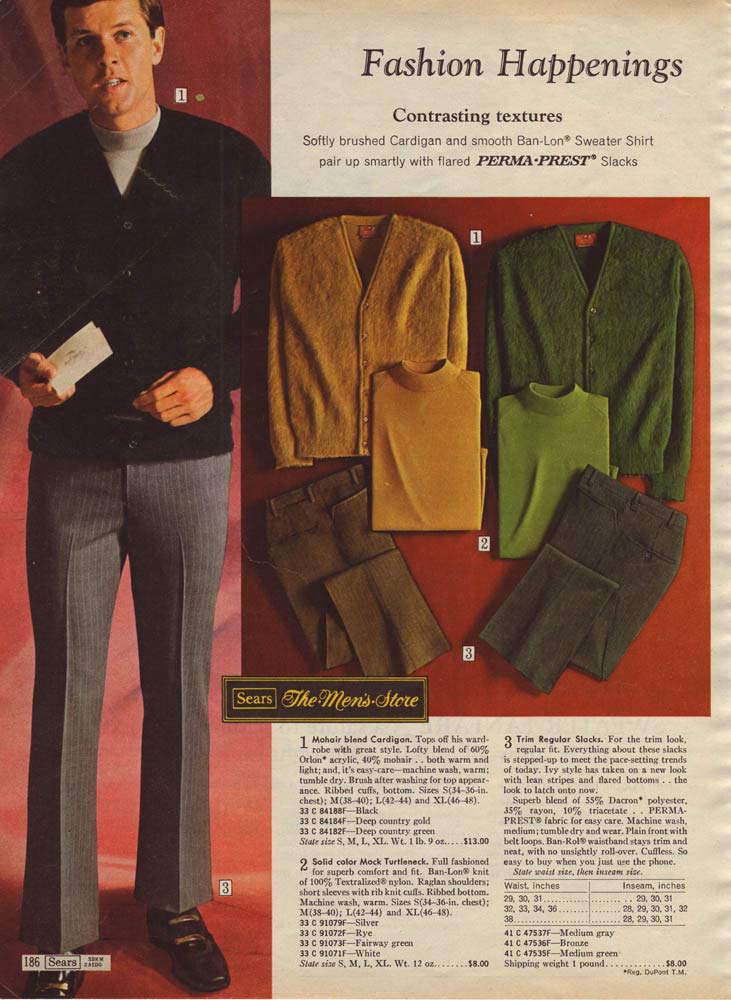 Fashion Happenings
Contrasting textures
Softly brushed Cardigan and smooth Ban-Lon® Sweater Shirt
pair up smartly with flared PERMA•PREST® Slacks
1
1
2
3
3
Sears The•Men's•Store
1 Mohair blend Cardigan. Tops off his ward-
robe with great style. Lofty blend of 60%
Orlon* acrylic, 40% mohair . . both warm and
light; and, it's easy-care—machine wash, warm;
tumble dry. Brush after washing for top appear-
ance. Ribbed cuffs, bottom. Sizes S(34–36-in.
chest); M(38–40); L(42–44) and XL(46–48).
33 C 84188F—Black
33 C 84184F—Deep country gold
33 C 84182F—Deep country green
State size S, M, L, XL. Wt. 1 lb. 9 oz.....$13.00
2 Solid color Mock Turtleneck. Full fashioned
for superb comfort and fit. Ban-Lon® knit
of 100% Textralized® nylon. Raglan shoulders;
short sleeves with rib knit cuffs. Ribbed bottom.
Machine wash, warm. Sizes S(34–36-in. chest);
M(38–40); L(42–44) and XL(46–48).
33 C 91079F—Silver
33 C 91072F—Rye
33 C 91073F—Fairway green
33 C 91071F—White
State size S, M, L, XL. Wt. 12 oz........$8.00
3 Trim Regular Slacks. For the trim look,
regular fit. Everything about these slacks
is stepped-up to meet the pace-setting trends
of today. Ivy style has taken on a new look
with lean stripes and flared bottoms . . the
look to latch onto now.
Superb blend of 55% Dacron* polyester,
35% rayon, 10% triacetate . . PERMA-
PREST® fabric for easy care. Machine wash,
medium; tumble dry and wear. Plain front with
belt loops. Ban-Rol® waistband stays trim and
neat, with no unsightly roll-over. Cuffless. So
easy to buy when you just use the phone.
State waist size, then inseam size.
Waist, inches Inseam, inches
29, 30, 31 29, 30, 31
32, 33, 34, 36 28, 29, 30, 31, 32
38 28, 29, 30, 31
41 C 47537F—Medium gray
41 C 47536F—Bronze
41 C 47535F—Medium green
Shipping weight 1 pound............$8.00
*Reg. DuPont T.M.
186 Sears